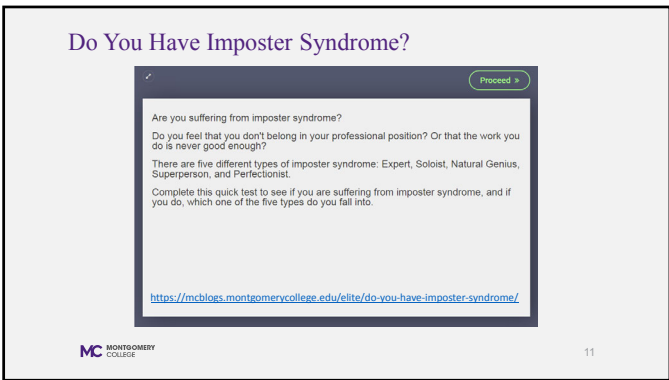 Do You Have Imposter Syndrome?
Proceed »
Are you suffering from imposter syndrome?
Do you feel that you don't belong in your professional position? Or that the work you
do is never good enough?
There are five different types of imposter syndrome: Expert, Soloist, Natural Genius,
Superperson, and Perfectionist.
Complete this quick test to see if you are suffering from imposter syndrome, and if
you do, which one of the five types do you fall into.
https://mcblogs.montgomerycollege.edu/elite/do-you-have-imposter-syndrome/
MC MONTGOMERY
COLLEGE
11